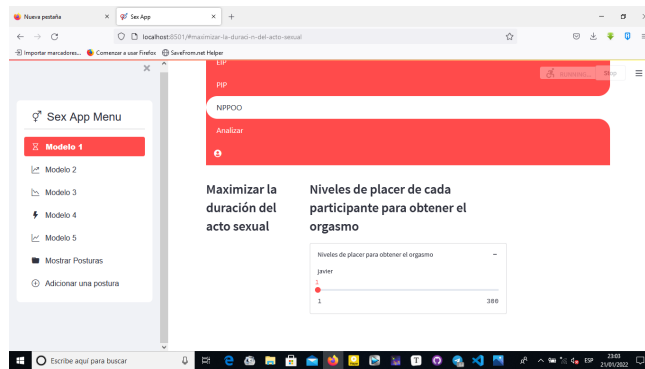 Nueva pestaña
Sex App
localhost:8501/#maximizar-la-duraci-n-del-acto-sexual
Importar marcadores...
Comenzar a usar Firefox
SaveFrom.net Helper
EIP
RUNNING...
Stop
PIP
NPPOO
Analizar
Sex App Menu
Modelo 1
Modelo 2
Modelo 3
Modelo 4
Modelo 5
Mostrar Posturas
Adicionar una postura
Maximizar la
duración del
acto sexual
Niveles de placer de cada
participante para obtener el
orgasmo
Niveles de placer para obtener el orgasmo
javier
1
1
300
Escribe aquí para buscar
ESP
23:03
21/01/2022